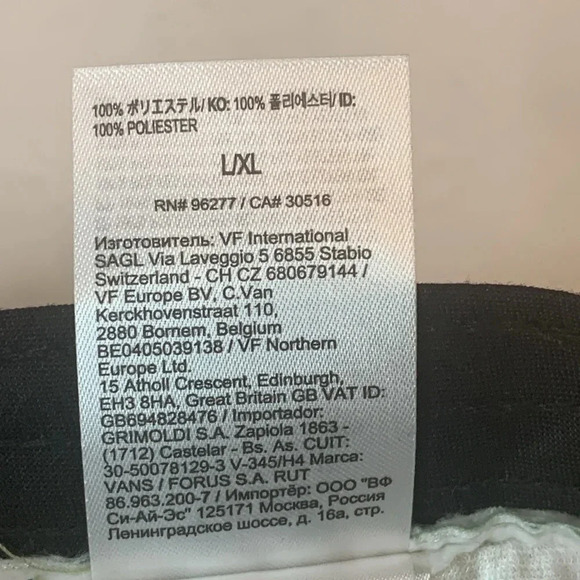 100% ポリエステル/ KO: 100% 폴리에스터/ ID:
100% POLIESTER
L/XL
RN# 96277 / CA# 30516
Изготовитель: VF International
SAGL Via Laveggio 5 6855 Stabio
Switzerland - CH CZ 680679144 /
VF Europe BV, C.Van
Kerckhovenstraat 110,
2880 Bornem, Belgium
BE0405039138 / VF Northern
Europe Ltd.
15 Atholl Crescent, Edinburgh,
EH3 8HA, Great Britain GB VAT ID:
GB694828476 / Importador:
GRIMOLDI S.A. Zapiola 1863 -
(1712) Castelar - Bs. As. CUIT:
30-50078129-3 V-345/H4 Marca:
VANS / FORUS S.A. RUT
86.963.200-7 / Импортёр: ООО "ВФ
Си-Ай-Эс" 125171 Москва, Россия
Ленинградское шоссе, д. 16а, стр.